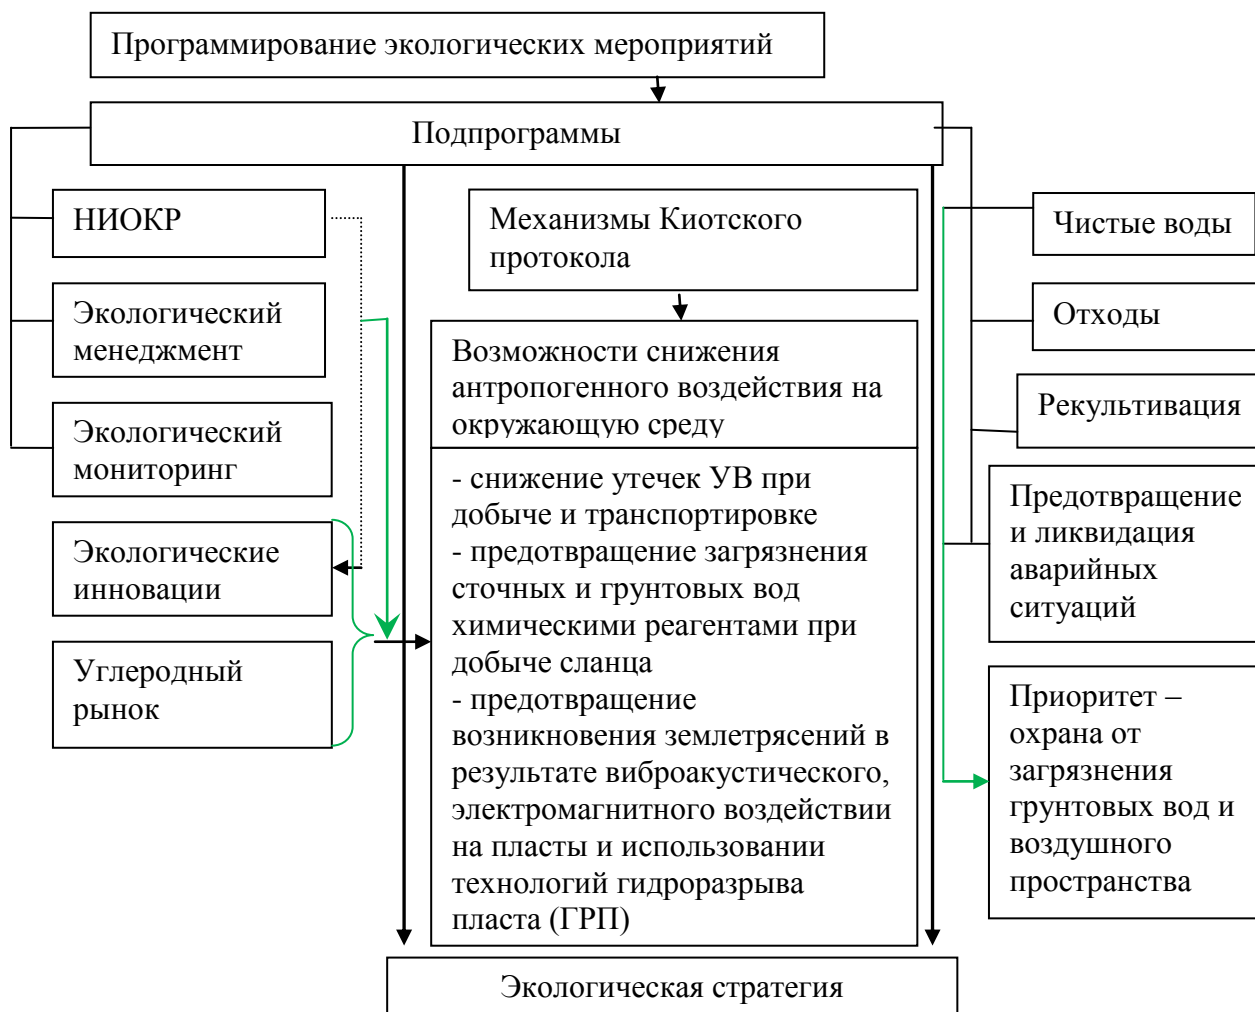 Программирование экологических мероприятий
Подпрограммы
НИОКР
Экологический
менеджмент
Экологический
мониторинг
Экологические
инновации
Углеродный
рынок
Механизмы Киотского
протокола
Возможности снижения
антропогенного воздействия на
окружающую среду
- снижение утечек УВ при
добыче и транспортировке
- предотвращение загрязнения
сточных и грунтовых вод
химическими реагентами при
добыче сланца
- предотвращение
возникновения землетрясений в
результате виброакустического,
электромагнитного воздействии
на пласты и использовании
технологий гидроразрыва
пласта (ГРП)
Чистые воды
Отходы
Рекультивация
Предотвращение
и ликвидация
аварийных
ситуаций
Приоритет –
охрана от
загрязнения
грунтовых вод и
воздушного
пространства
Экологическая стратегия